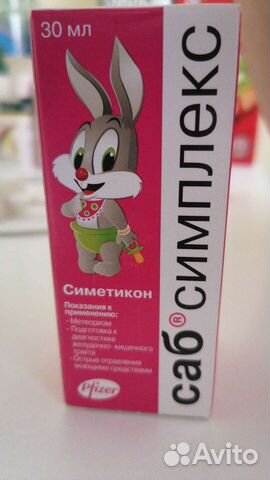 30 мл
саб® симплекс
Симетикон
Показания к
применению:
- Метеоризм
- Подготовка к
диагностике
желудочно- кишечного
тракта
- Острые отравления
моющими средствами
Pfizer
Avito